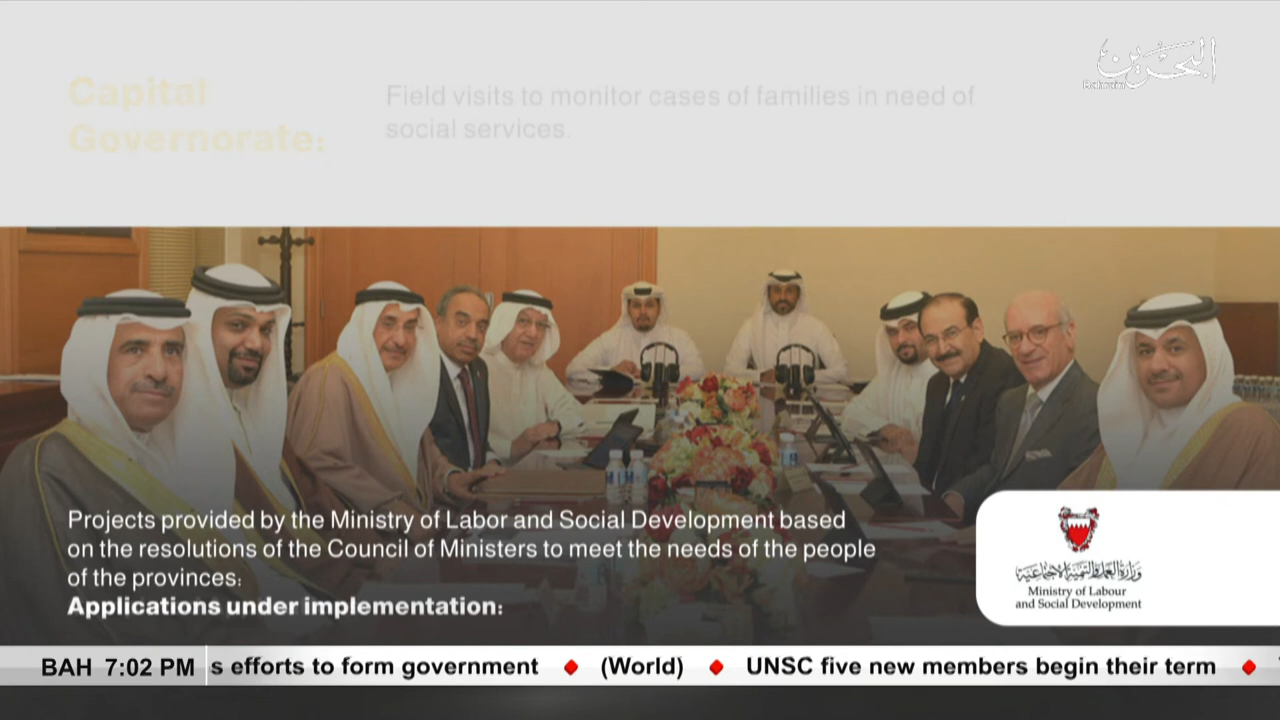 البحرين
Bahrain
Capital
Governorate:
Field visits to monitor cases of families in need of
social services.
Projects provided by the Ministry of Labor and Social Development based
on the resolutions of the Council of Ministers to meet the needs of the people
of the provinces:
Applications under implementation:
وزارة العمل والتنمية الاجتماعية
Ministry of Labour
and Social Development
BAH 7:02 PM s efforts to form government (World) UNSC five new members begin their term